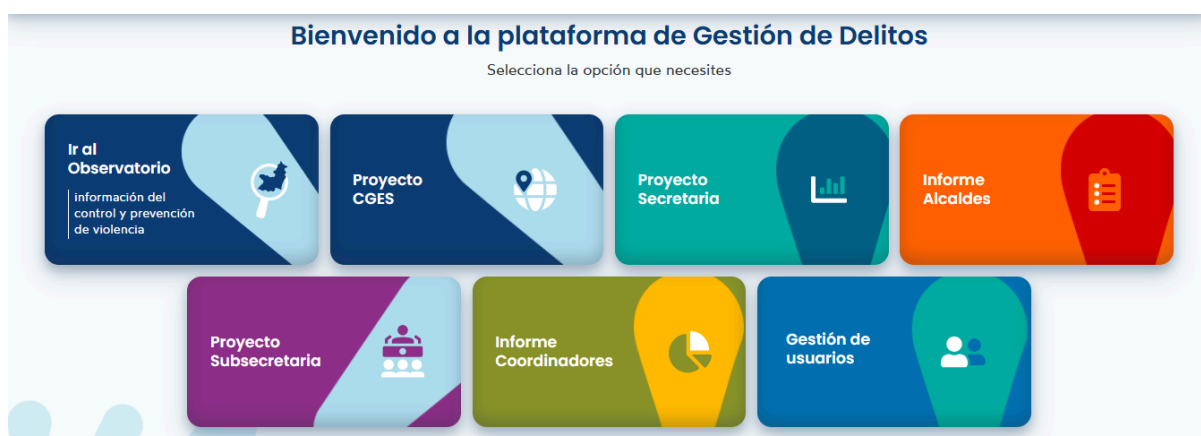 Bienvenido a la plataforma de Gestión de Delitos
Selecciona la opción que necesites
Ir al
Observatorio
información del
control y prevención
de violencia
Proyecto
CGES
Proyecto
Secretaria
Informe
Alcaldes
Proyecto
Subsecretaria
Informe
Coordinadores
Gestión de
usuarios